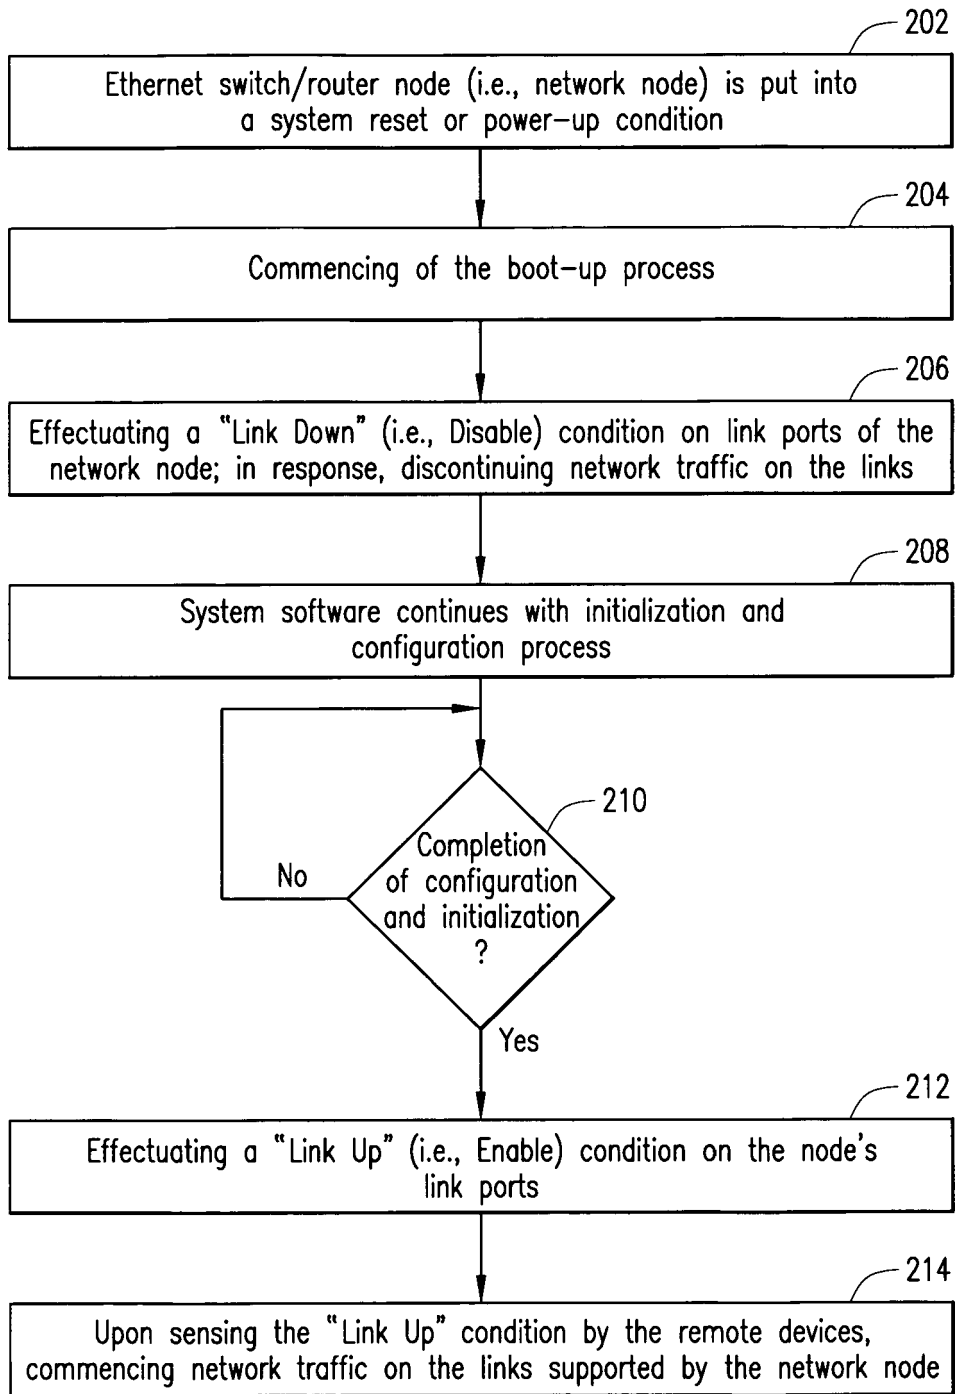 202
Ethernet switch/router node (i.e., network node) is put into
a system reset or power-up condition
204
Commencing of the boot-up process
206
Effectuating a "Link Down" (i.e., Disable) condition on link ports of the
network node; in response, discontinuing network traffic on the links
208
System software continues with initialization and
configuration process
210
Completion
of configuration
and initialization
?
No
Yes
212
Effectuating a "Link Up" (i.e., Enable) condition on the node's
link ports
214
Upon sensing the "Link Up" condition by the remote devices,
commencing network traffic on the links supported by the network node